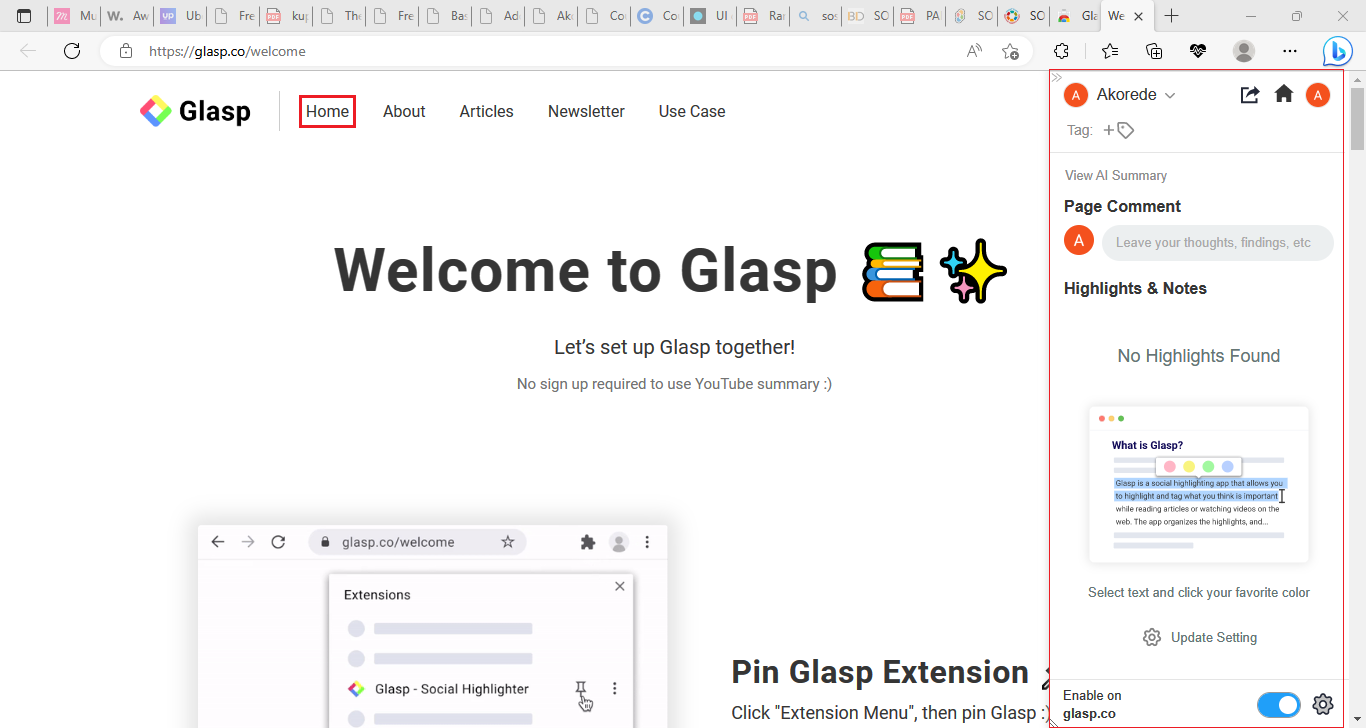 Mu
Aw
Ub
Fre
ku
The
Fre
Ba
Ad
Ak
Co
Co
UI
Ra
sos
SO
PA
SO
SO
Gla
We
https://glasp.co/welcome
Glasp
Home
About
Articles
Newsletter
Use Case
Welcome to Glasp
Let’s set up Glasp together!
No sign up required to use YouTube summary :)
glasp.co/welcome
Extensions
Glasp - Social Highlighter
Pin Glasp Extension
Click "Extension Menu", then pin Glasp :)
A
Akorede
A
Tag:
View AI Summary
Page Comment
A
Leave your thoughts, findings, etc
Highlights & Notes
No Highlights Found
What is Glasp?
Glasp is a social highlighting app that allows you
to highlight and tag what you think is important
while reading articles or watching videos on the
web. The app organizes the highlights, and...
Select text and click your favorite color
Update Setting
Enable on
glasp.co